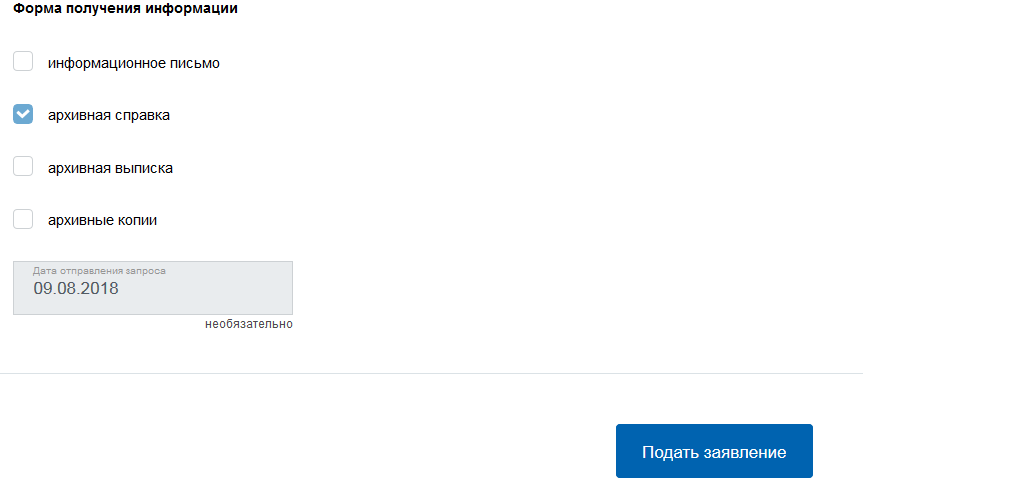 Форма получения информации
информационное письмо
архивная справка
архивная выписка
архивные копии
Дата отправления запроса
09.08.2018
необязательно
Подать заявление